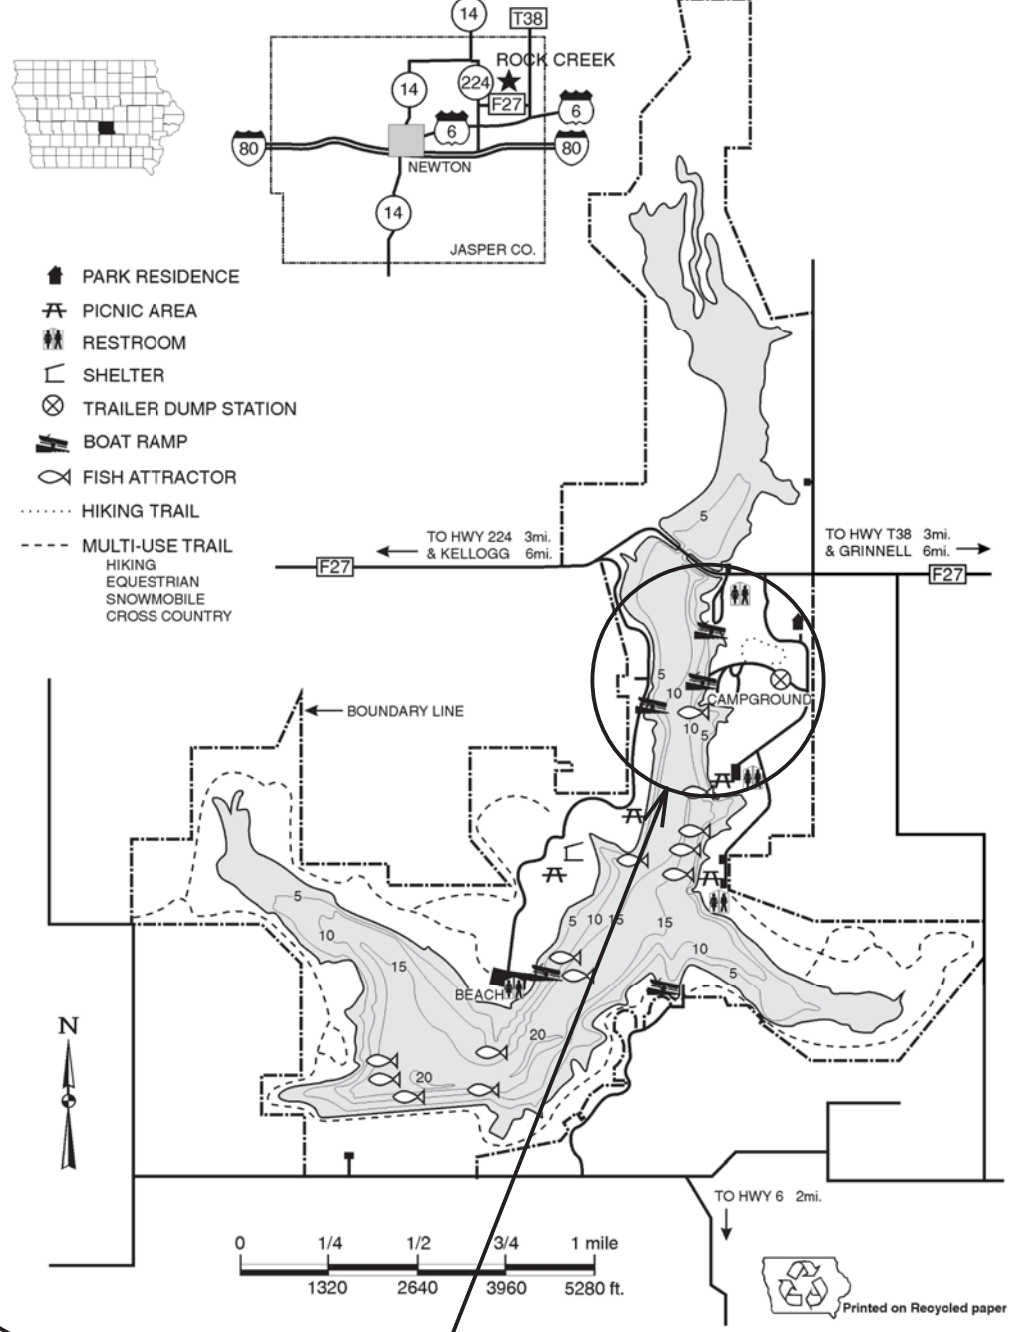 14
T38
ROCK CREEK
14
224
F27
6
6
80
80
NEWTON
14
JASPER CO.
PARK RESIDENCE
PICNIC AREA
RESTROOM
SHELTER
TRAILER DUMP STATION
BOAT RAMP
FISH ATTRACTOR
HIKING TRAIL
MULTI-USE TRAIL
HIKING
EQUESTRIAN
SNOWMOBILE
CROSS COUNTRY
5
TO HWY 224 3mi.
& KELLOGG 6mi.
TO HWY T38 3mi.
& GRINNELL 6mi.
F27
F27
5
10
CAMPGROUND
10
5
BOUNDARY LINE
5
10
15
5
10
15
15
10
5
BEACH
20
20
N
TO HWY 6 2mi.
0 1/4 1/2 3/4 1 mile
1320 2640 3960 5280 ft.
Printed on Recycled paper